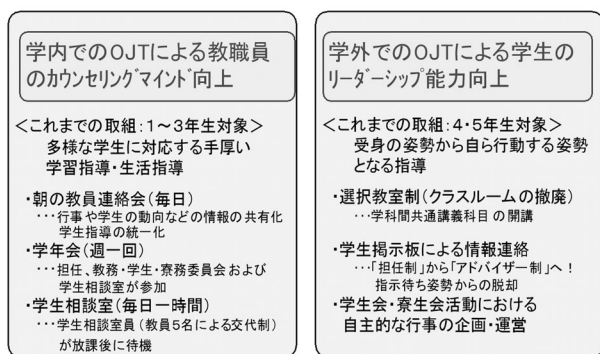 学内でのOJTによる教職員
のカウンセリングマインド向上
＜これまでの取組：1～3年生対象＞
多様な学生に対応する手厚い
学習指導・生活指導
・朝の教員連絡会（毎日）
・・・行事や学生の動向などの情報の共有化
学生指導の統一化
・学年会（週一回）
・・・担任、教務・学生・寮務委員会および
学生相談室が参加
・学生相談室（毎日一時間）
・・・学生相談室員（教員5名による交代制）
が放課後に待機
学外でのOJTによる学生の
リーダーシップ能力向上
＜これまでの取組：4・5年生対象＞
受身の姿勢から自ら行動する姿勢
となる指導
・選択教室制（クラスルームの撤廃）
・・・学科間共通講義科目の開講
・学生掲示板による情報連絡
・・・「担任制」から「アドバイザー制」へ！
指示待ち姿勢からの脱却
・学生会・寮生会活動における
自主的な行事の企画・運営